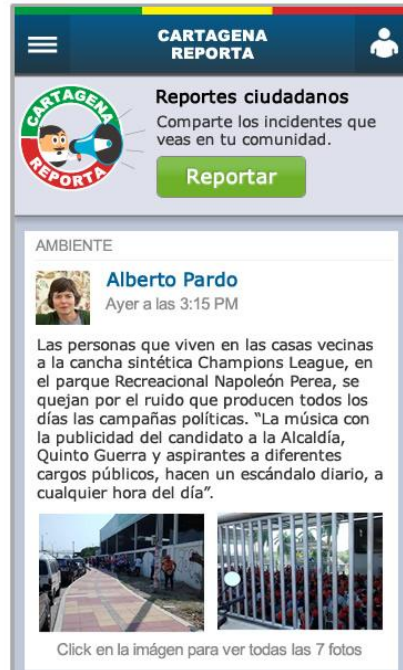 CARTAGENA
REPORTA
CARTAGENA
REPORTA
Reportes ciudadanos
Comparte los incidentes que
veas en tu comunidad.
Reportar
AMBIENTE
Alberto Pardo
Ayer a las 3:15 PM
Las personas que viven en las casas vecinas
a la cancha sintética Champions League, en
el parque Recreacional Napoleón Perea, se
quejan por el ruido que producen todos los
días las campañas políticas. “La música con
la publicidad del candidato a la Alcaldía,
Quinto Guerra y aspirantes a diferentes
cargos públicos, hacen un escándalo diario, a
cualquier hora del día”.
Click en la imágen para ver todas las 7 fotos